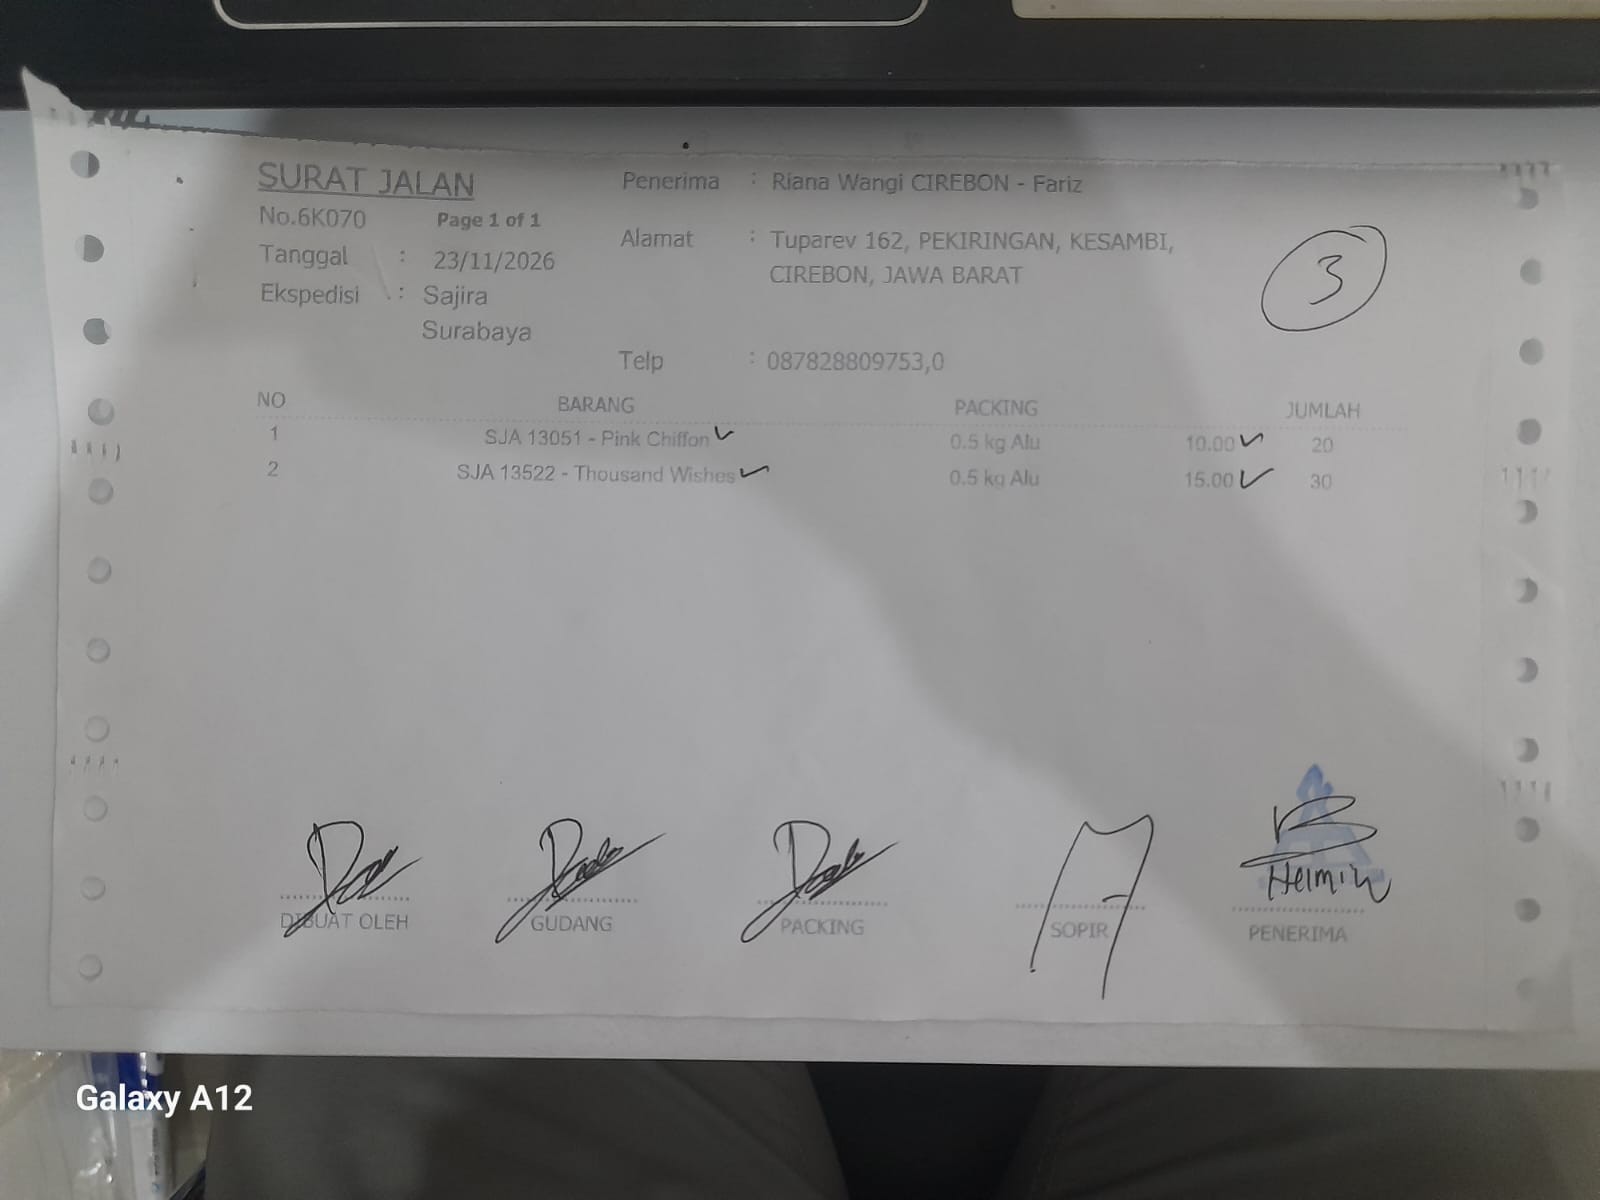 SURAT JALAN
No.6K070 Page 1 of 1
Tanggal : 23/11/2026
Ekspedisi : Sajira
Surabaya
Penerima : Riana Wangi CIREBON - Fariz
Alamat : Tuparev 162, PEKIRINGAN, KESAMBI,
CIREBON, JAWA BARAT
Telp : 087828809753,0
3
NO BARANG PACKING JUMLAH
1 SJA 13051 - Pink Chiffon 0.5 kg Alu 10.00 20
2 SJA 13522 - Thousand Wishes 0.5 kg Alu 15.00 30
Helmin
DIBUAT OLEH GUDANG PACKING SOPIR PENERIMA
Galaxy A12